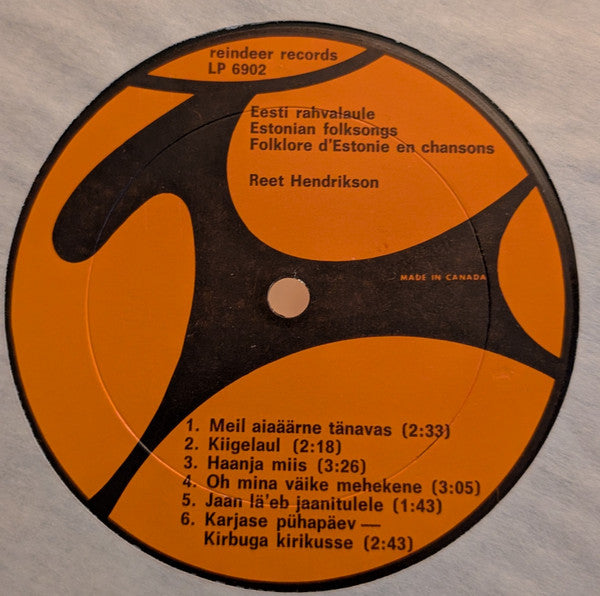 reindeer records
LP 6902
Eesti rahvalaule
Estonian folksongs
Folklore d'Estonie en chansons
Reet Hendrikson
MADE IN CANADA
1. Meil aiaäärne tänavas (2:33)
2. Kiigelaul (2:18)
3. Haanja miis (3:26)
4. Oh mina väike mehekene (3:05)
5. Jaan lä'eb jaanitulele (1:43)
6. Karjase pühapäev —
Kirbuga kirikusse (2:43)